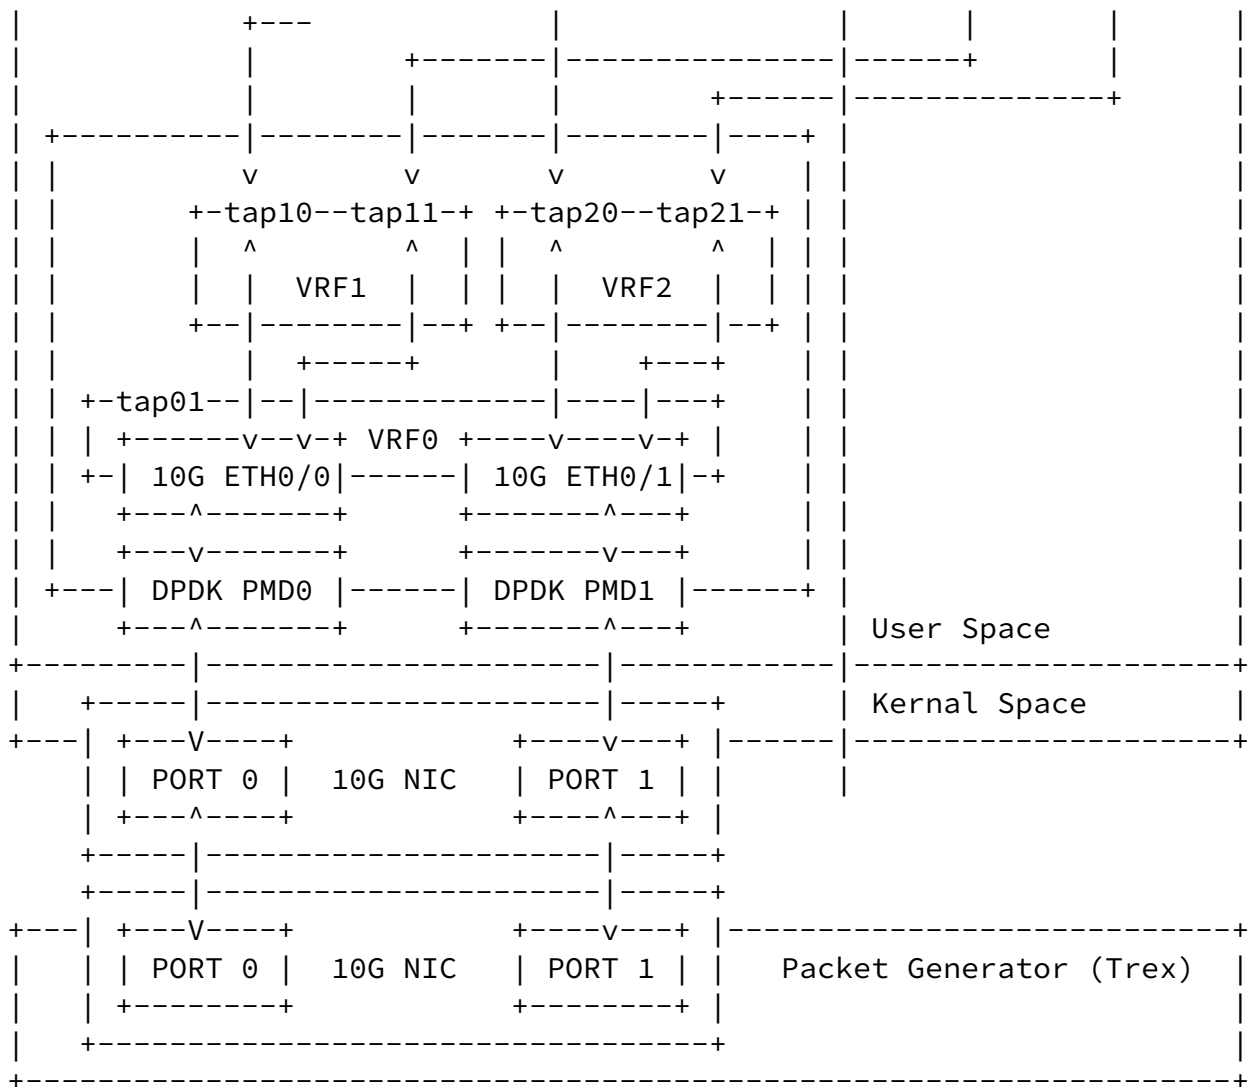 tap10 tap11 tap20 tap21
VRF1 VRF2
tap01
VRF0
10G ETH0/0 10G ETH0/1
DPDK PMD0 DPDK PMD1
User Space
Kernal Space
PORT 0 10G NIC PORT 1
PORT 0 10G NIC PORT 1 Packet Generator (Trex)